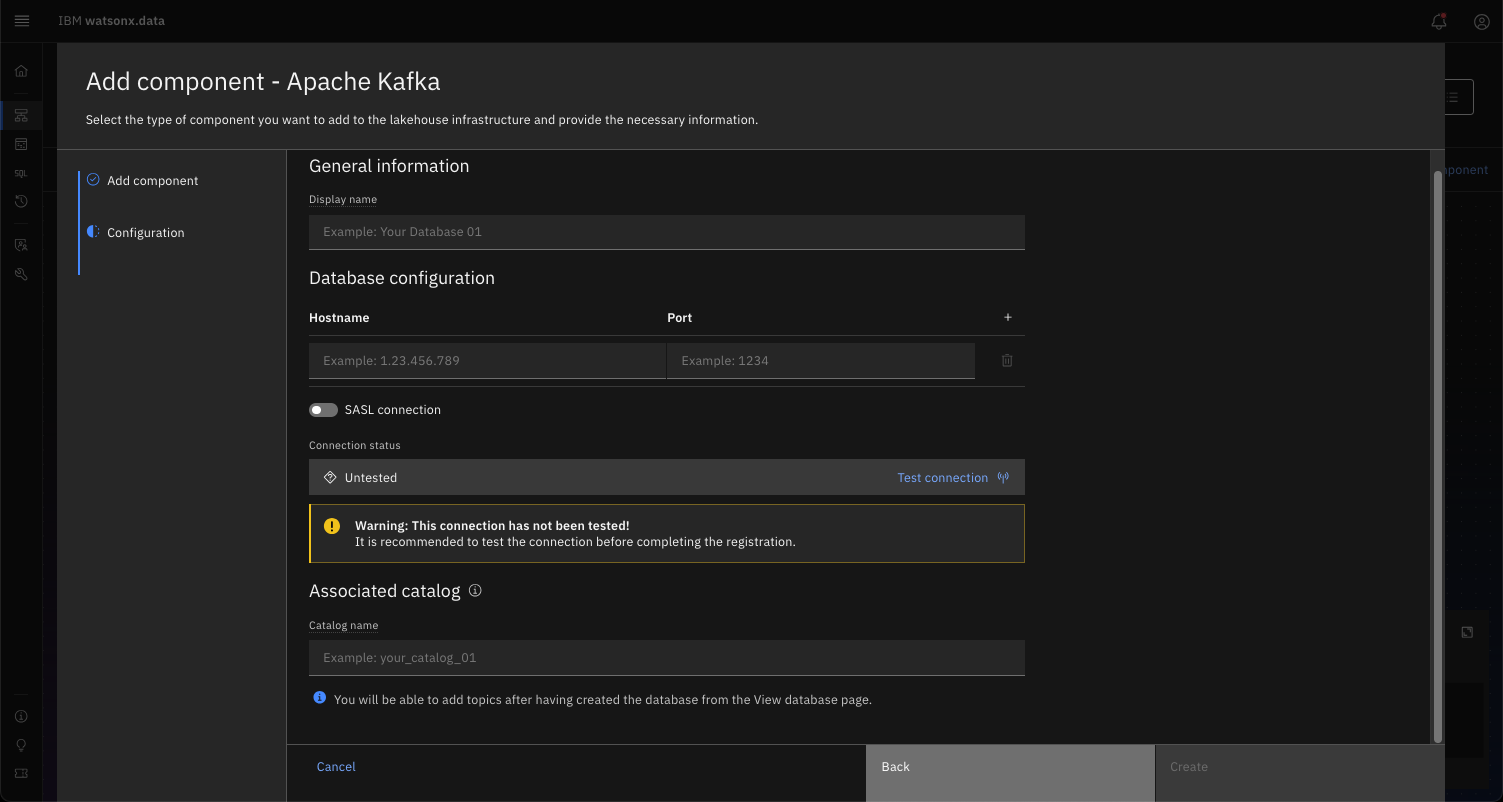 IBM watsonx.data
Add component - Apache Kafka
Select the type of component you want to add to the lakehouse infrastructure and provide the necessary information.
Add component
Configuration
General information
Display name
Example: Your Database 01
Database configuration
Hostname Port +
Example: 1.23.456.789 Example: 1234
SASL connection
Connection status
Untested Test connection
Warning: This connection has not been tested!
It is recommended to test the connection before completing the registration.
Associated catalog
Catalog name
Example: your_catalog_01
You will be able to add topics after having created the database from the View database page.
Cancel Back Create
SQL